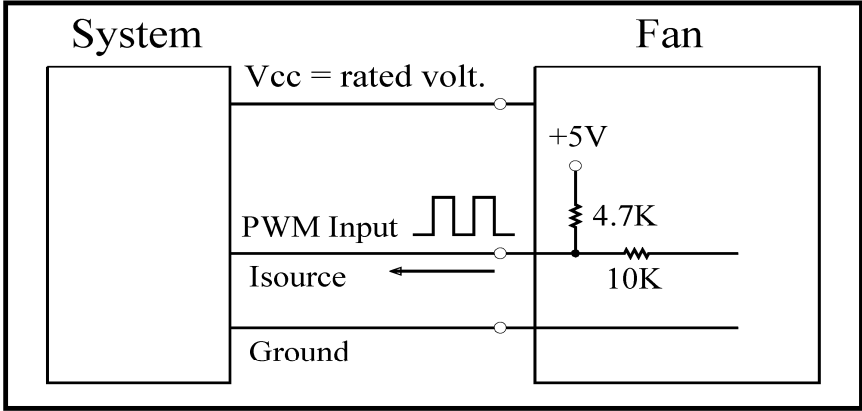 System
Fan
Vcc = rated volt.
+5V
4.7K
PWM Input
Isource
10K
Ground